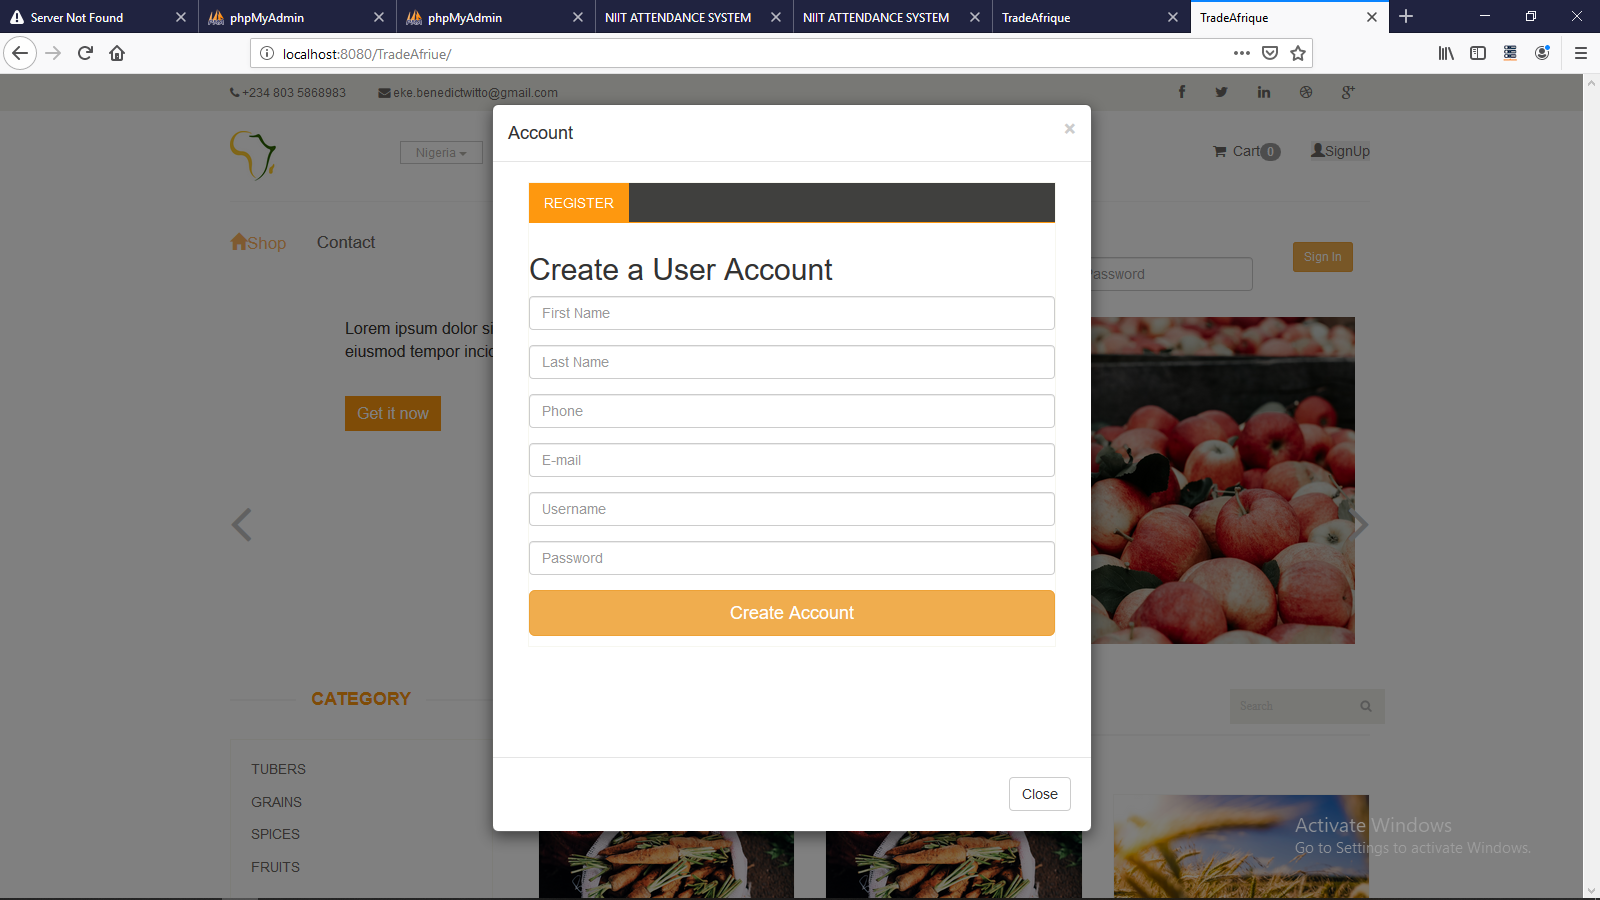 Server Not Found
phpMyAdmin
phpMyAdmin
NIIT ATTENDANCE SYSTEM
NIIT ATTENDANCE SYSTEM
TradeAfrique
TradeAfrique
localhost:8080/TradeAfriue/
+234 803 5868983
eke.benedictwitto@gmail.com
Account
×
Nigeria
Cart 0
SignUp
REGISTER
Shop
Contact
Create a User Account
Sign In
Password
First Name
Lorem ipsum dolor si
eiusmod tempor incid
Last Name
Get it now
Phone
E-mail
Username
Password
Create Account
CATEGORY
Search
TUBERS
GRAINS
SPICES
FRUITS
Close
Activate Windows
Go to Settings to activate Windows.